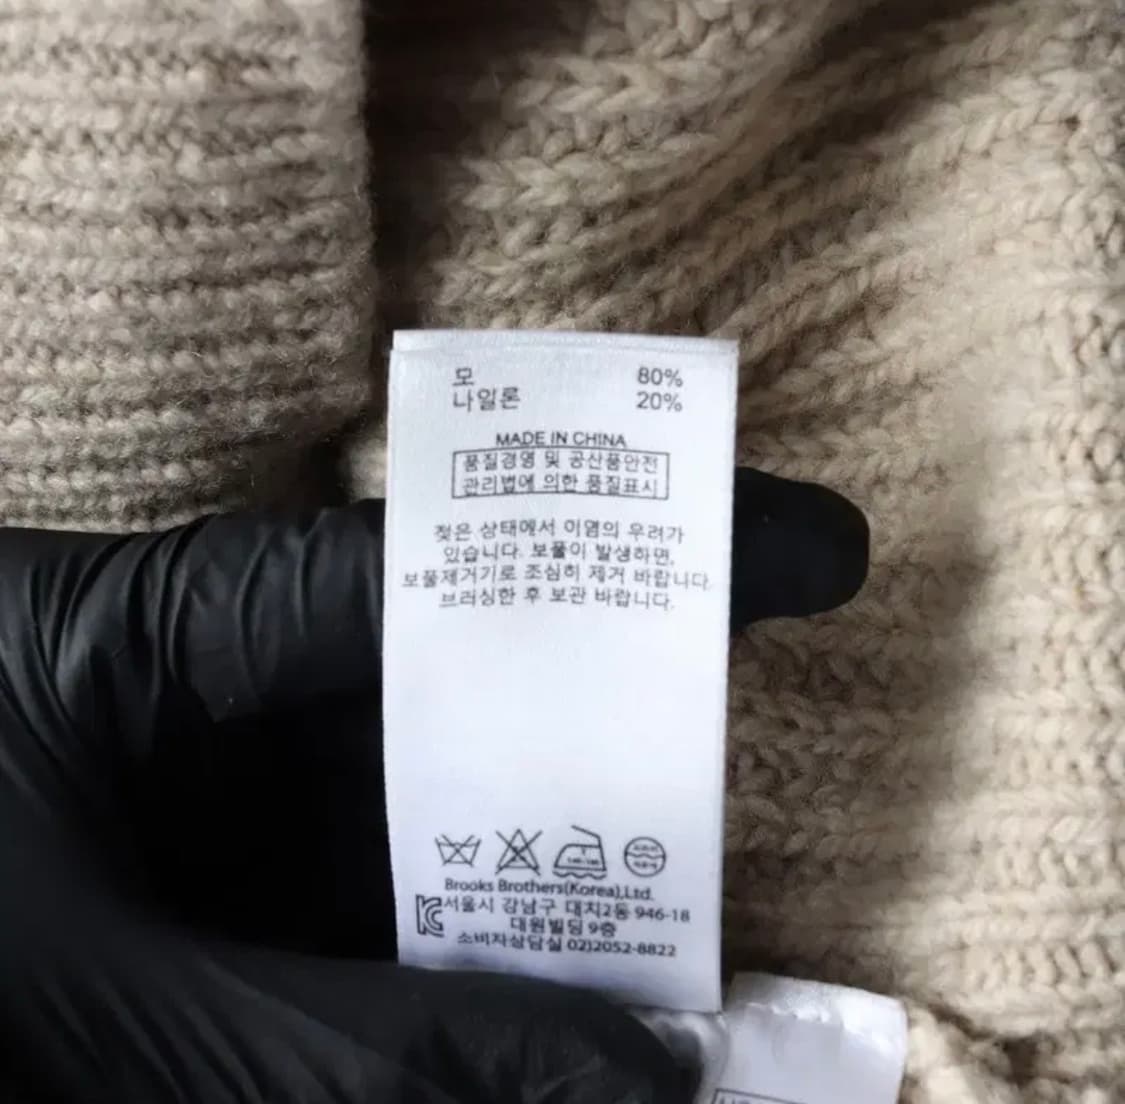 모 80%
나일론 20%
MADE IN CHINA
품질경영 및 공산품안전
관리법에 의한 품질표시
젖은 상태에서 이염의 우려가
있습니다. 보풀이 발생하면,
보풀제거기로 조심히 제거 바랍니다.
브러싱한 후 보관 바랍니다.
Brooks Brothers(Korea),Ltd.
서울시 강남구 대치2동 946-18
대원빌딩 9층
소비자상담실 02)2052-8822